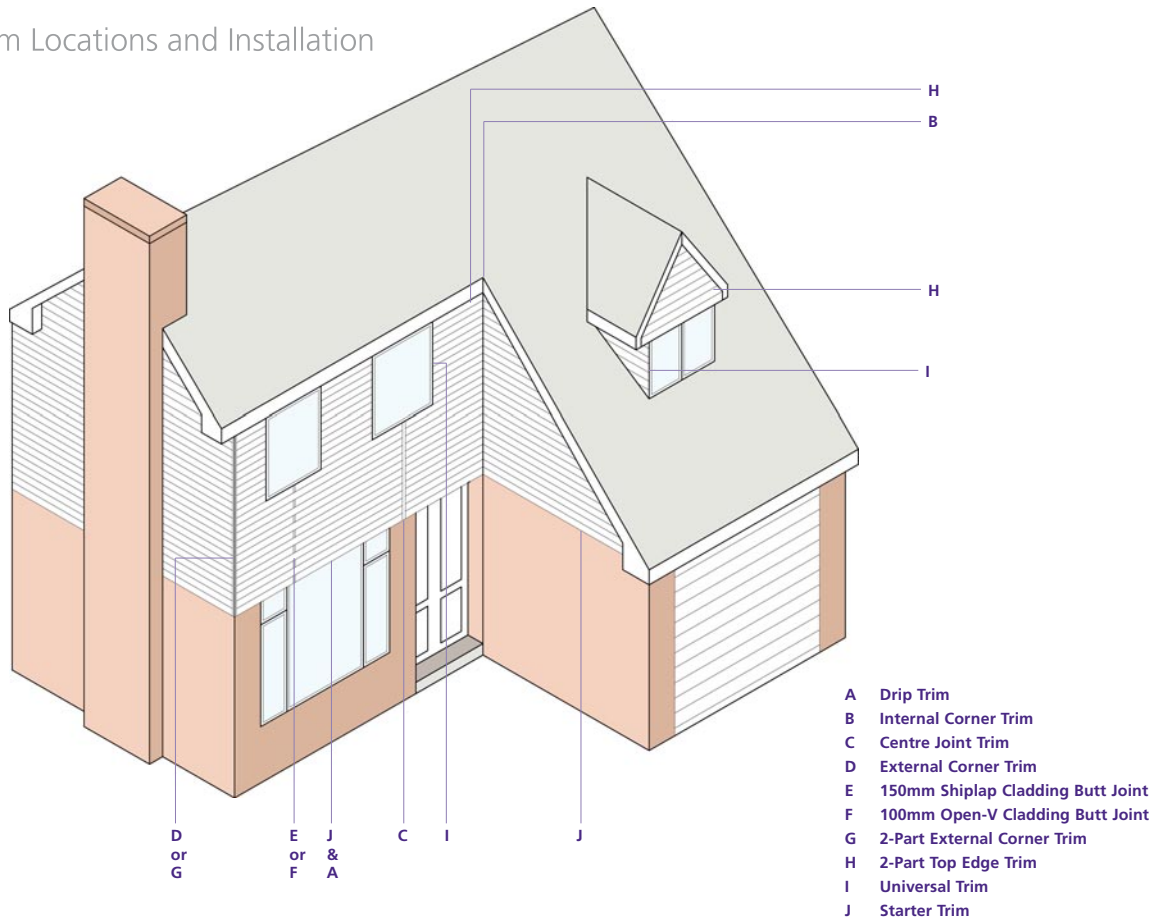 m Locations and Installation
H
B
H
I
D
or
G
E
or
F
J
&
A
C
I
J
A Drip Trim
B Internal Corner Trim
C Centre Joint Trim
D External Corner Trim
E 150mm Shiplap Cladding Butt Joint
F 100mm Open-V Cladding Butt Joint
G 2-Part External Corner Trim
H 2-Part Top Edge Trim
I Universal Trim
J Starter Trim